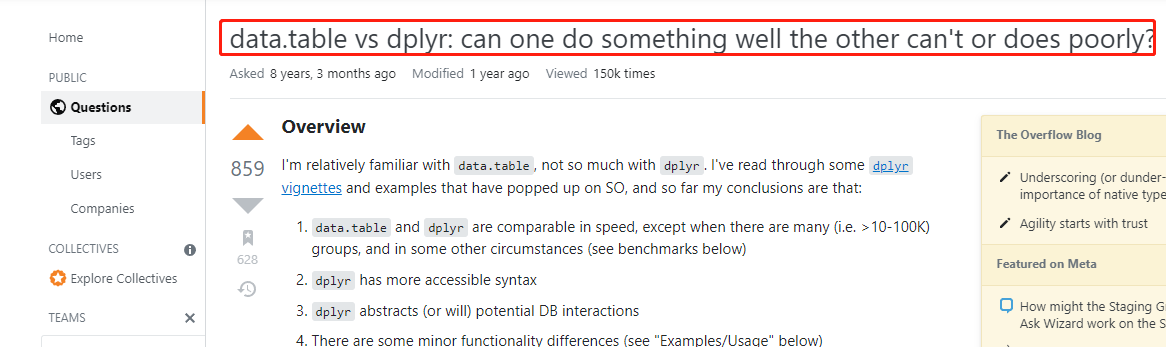 data.table vs dplyr: can one do something well the other can't or does poorly?
Asked 8 years, 3 months ago Modified 1 year ago Viewed 150k times
Home
PUBLIC
Questions
Tags
Users
Companies
COLLECTIVES
Explore Collectives
TEAMS
859
628
Overview
I'm relatively familiar with data.table, not so much with dplyr. I've read through some dplyr
vignettes and examples that have popped up on SO, and so far my conclusions are that:
1. data.table and dplyr are comparable in speed, except when there are many (i.e. >10-100K)
groups, and in some other circumstances (see benchmarks below)
2. dplyr has more accessible syntax
3. dplyr abstracts (or will) potential DB interactions
4. There are some minor functionality differences (see "Examples/Usage" below)
The Overflow Blog
Underscoring (or dunder-
importance of native type
Agility starts with trust
Featured on Meta
How might the Staging G
Ask Wizard work on the S